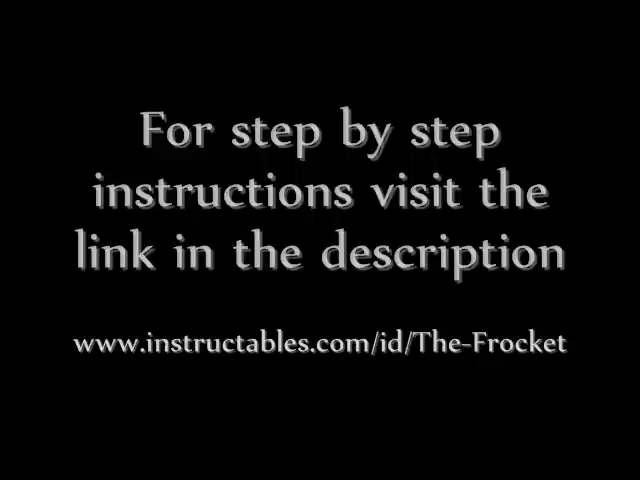 For step by step
instructions visit the
link in the description
www.instructables.com/id/The-Frocket